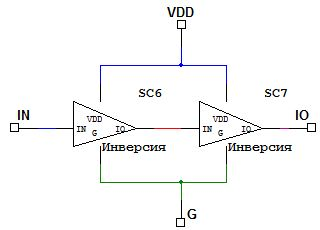 VDD
SC6 SC7
IN IO
VDD VDD
IN IO IN IO
G G
Инверсия Инверсия
G